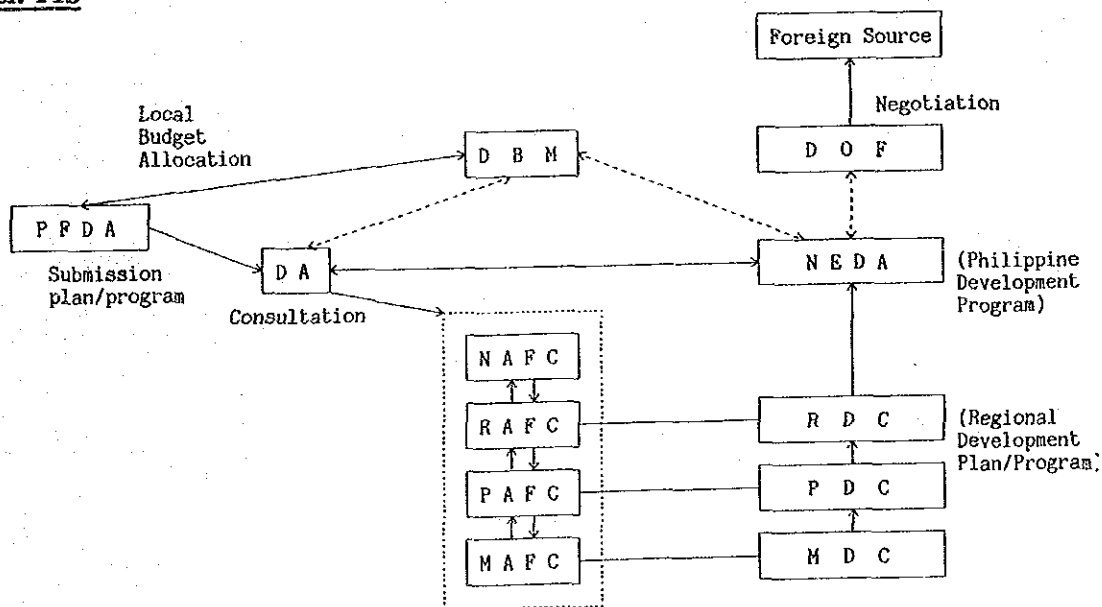 Foreign Source
Negotiation
D O F
Local
Budget
Allocation
D B M
P F D A
Submission
plan/program
D A
Consultation
N E D A
(Philippine
Development
Program)
N A F C
R A F C
P A F C
M A F C
R D C
(Regional
Development
Plan/Program)
P D C
M D C